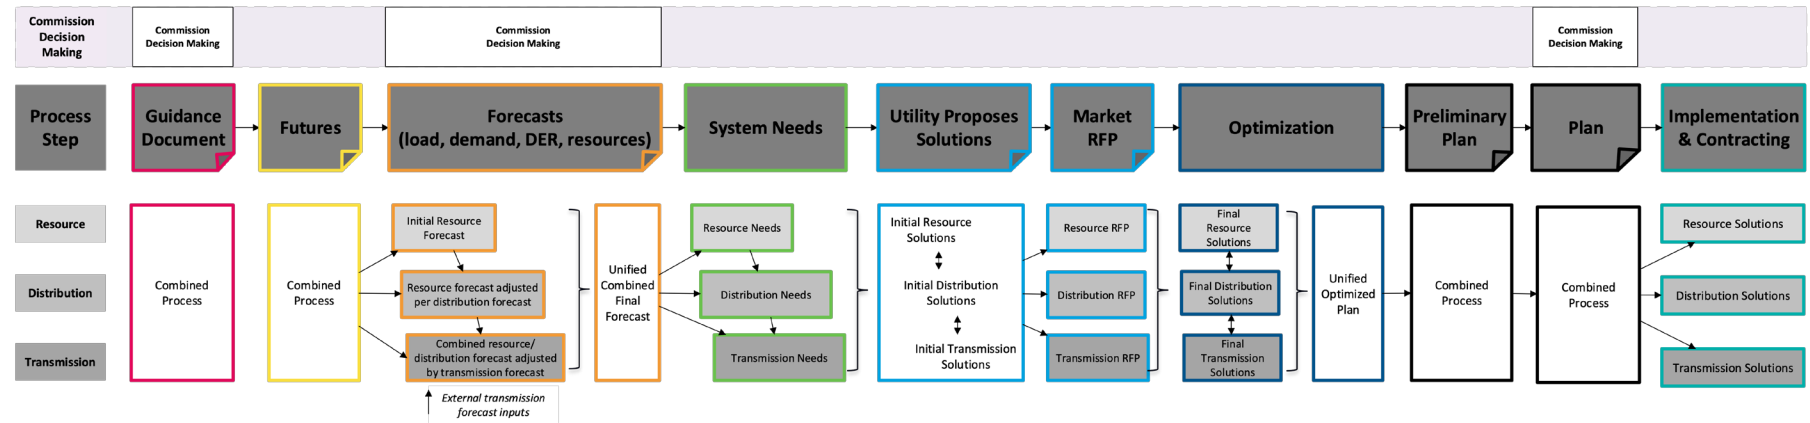 Commission
Decision
Making
Commission
Decision Making
Commission
Decision Making
Commission
Decision Making
Process
Step
Guidance
Document
Futures
Forecasts
(load, demand, DER, resources)
System Needs
Utility Proposes
Solutions
Market
RFP
Optimization
Preliminary
Plan
Plan
Implementation
& Contracting
Resource
Distribution
Transmission
Combined
Process
Combined
Process
Initial Resource
Forecast
Resource forecast adjusted
per distribution forecast
Combined resource/
distribution forecast adjusted
by transmission forecast
External transmission
forecast inputs
Unified
Combined
Final
Forecast
Resource Needs
Distribution Needs
Transmission Needs
Initial Resource
Solutions
Initial Distribution
Solutions
Initial Transmission
Solutions
Resource RFP
Distribution RFP
Transmission RFP
Final
Resource
Solutions
Final Distribution
Solutions
Final
Transmission
Solutions
Unified
Optimized
Plan
Combined
Process
Combined
Process
Resource Solutions
Distribution Solutions
Transmission Solutions